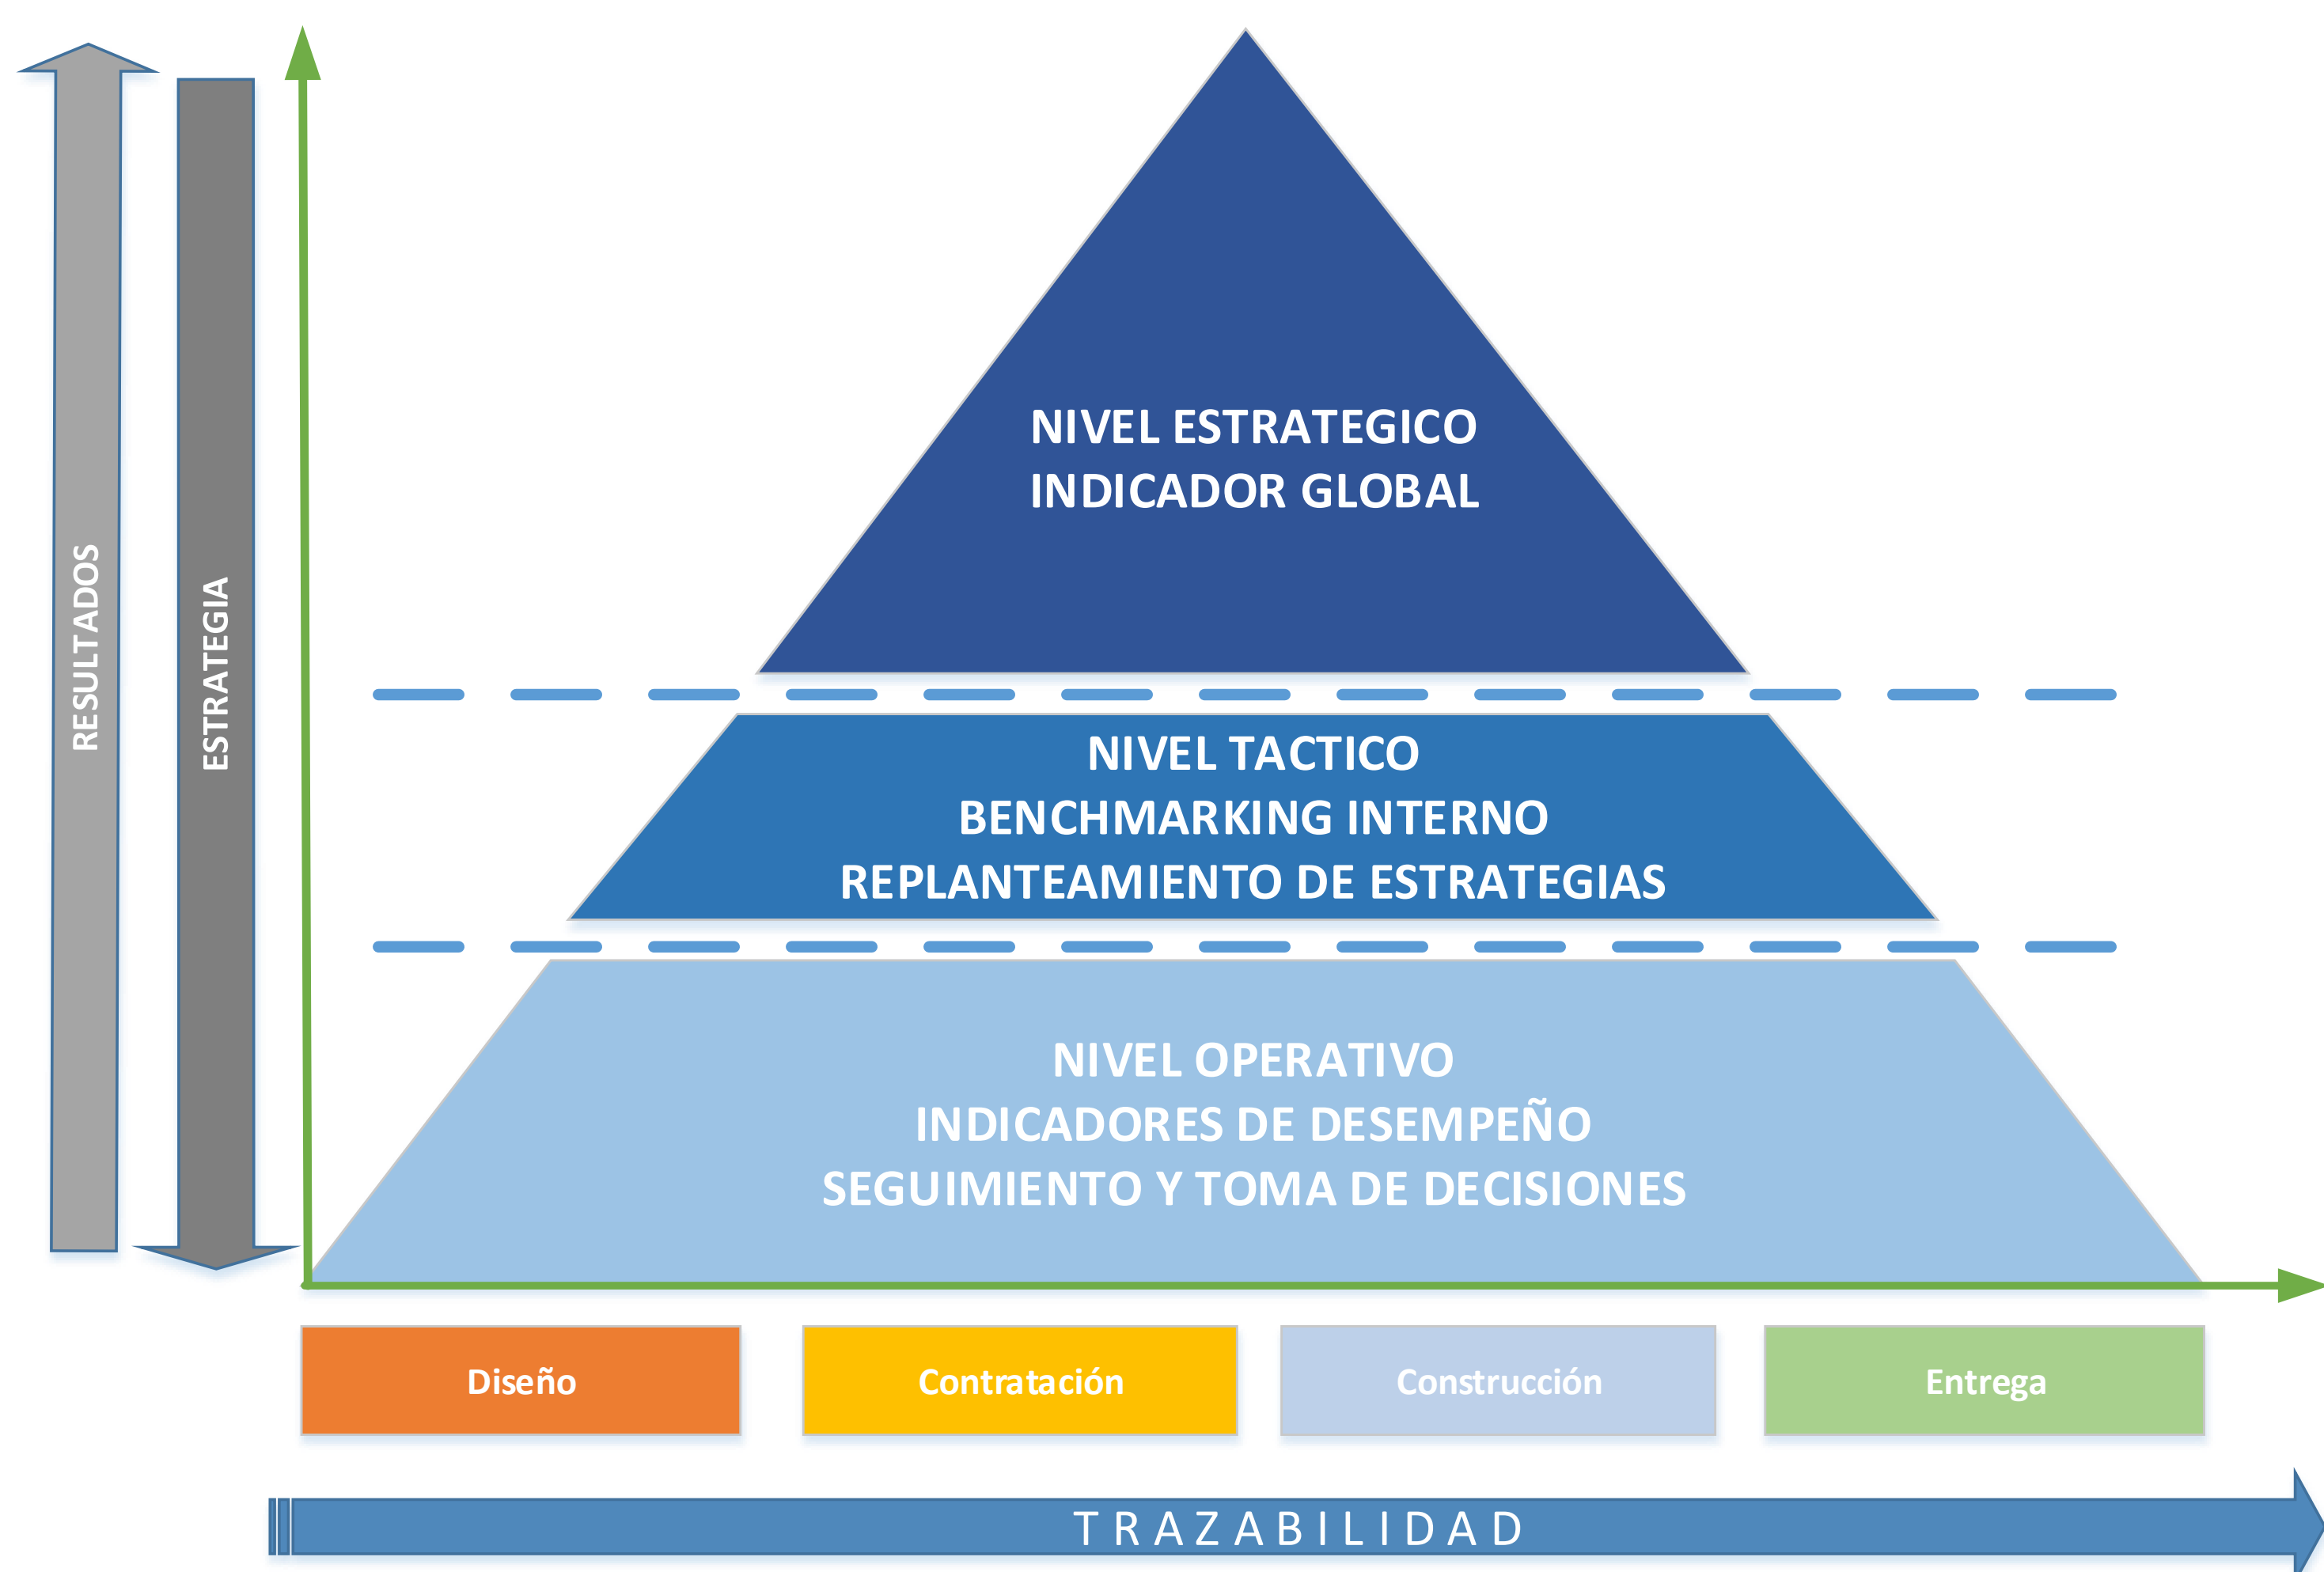 RESULTADOS
ESTRATEGIA
NIVEL ESTRATEGICO
INDICADOR GLOBAL
NIVEL TACTICO
BENCHMARKING INTERNO
REPLANTEAMIENTO DE ESTRATEGIAS
NIVEL OPERATIVO
INDICADORES DE DESEMPEÑO
SEGUIMIENTO Y TOMA DE DECISIONES
Diseño
Contratación
Construcción
Entrega
TRAZABILIDAD